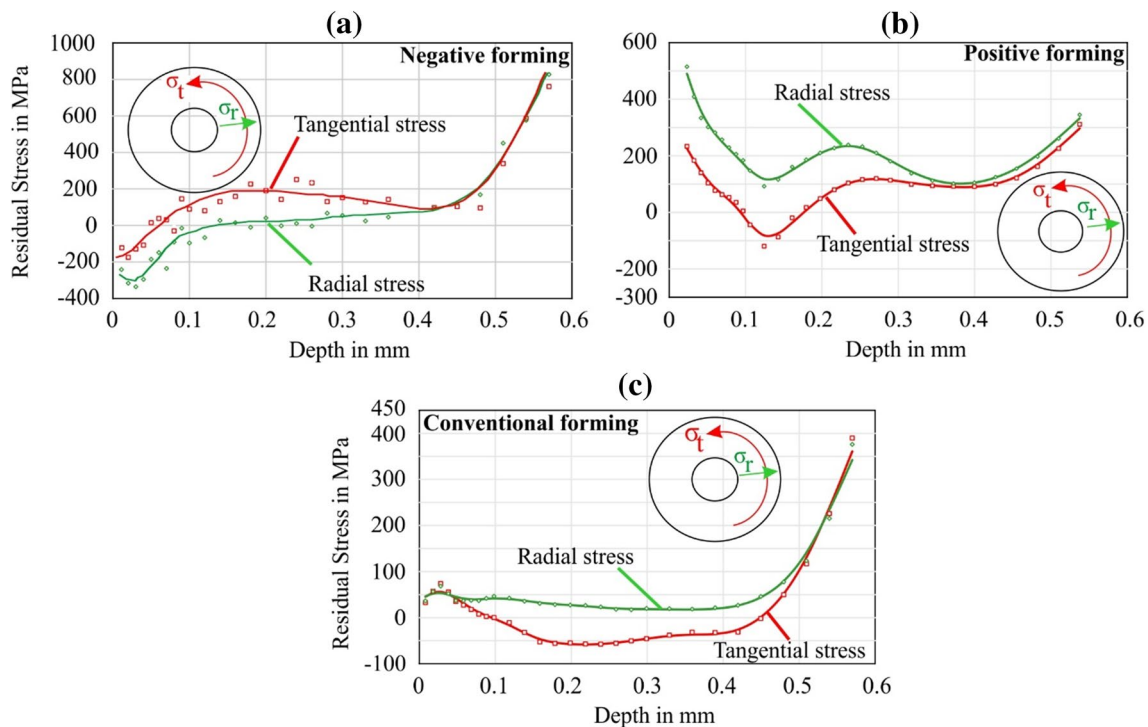 (a)
Negative forming
Residual Stress in MPa
1000
800
600
400
200
0
-200
-400
σt
σr
Tangential stress
Radial stress
0
0.1
0.2
0.3
0.4
0.5
0.6
Depth in mm
(b)
Positive forming
Residual Stress in MPa
600
400
200
0
-200
-300
Radial stress
Tangential stress
σt
σr
0
0.1
0.2
0.3
0.4
0.5
0.6
Depth in mm
(c)
Conventional forming
Residual Stress in MPa
450
400
300
200
100
0
-100
σt
σr
Radial stress
Tangential stress
0
0.1
0.2
0.3
0.4
0.5
0.6
Depth in mm